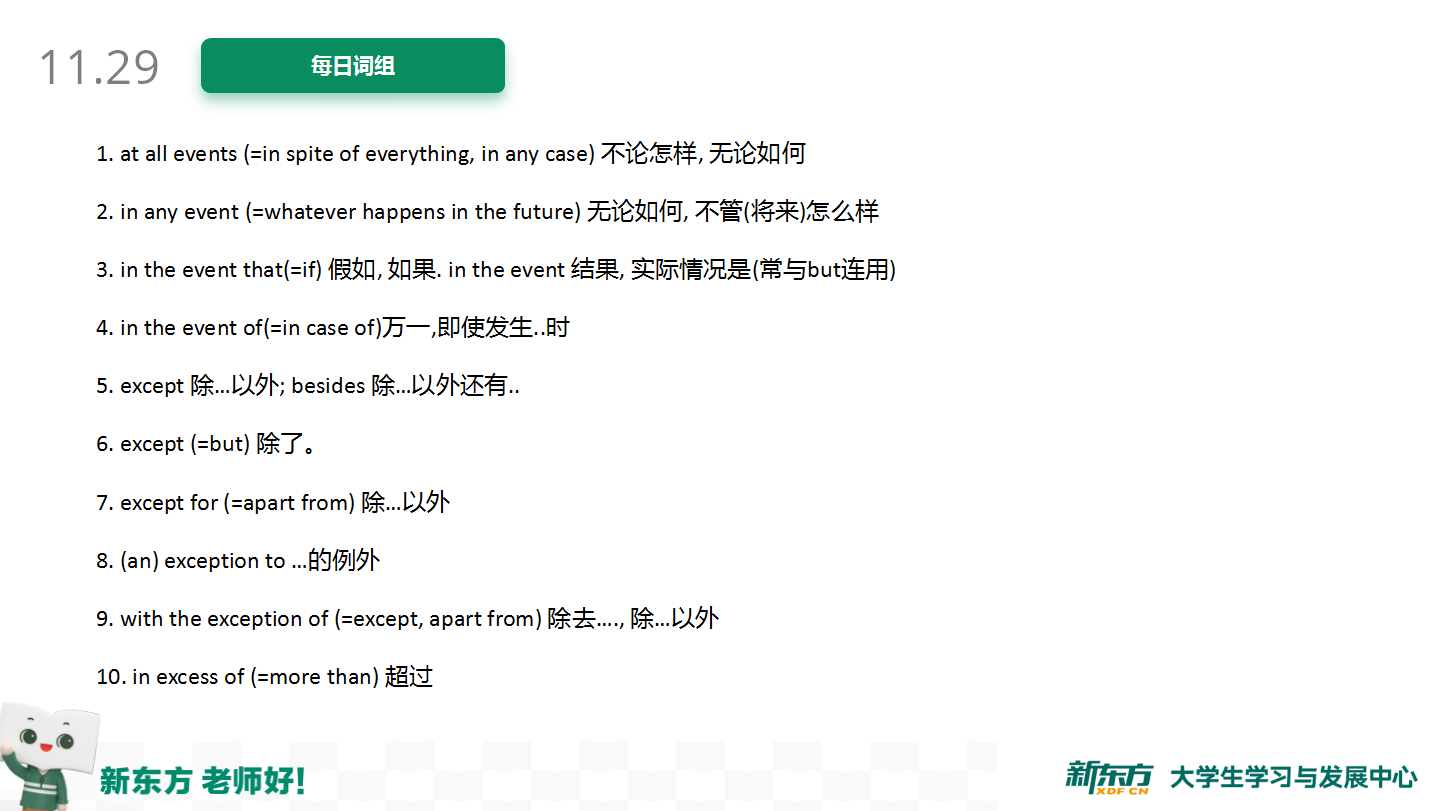 11.29
每日词组
1. at all events (=in spite of everything, in any case) 不论怎样, 无论如何
2. in any event (=whatever happens in the future) 无论如何, 不管(将来)怎么样
3. in the event that(=if) 假如, 如果. in the event 结果, 实际情况是(常与but连用)
4. in the event of(=in case of)万一,即使发生..时
5. except 除…以外; besides 除…以外还有..
6. except (=but) 除了。
7. except for (=apart from) 除…以外
8. (an) exception to …的例外
9. with the exception of (=except, apart from) 除去…., 除…以外
10. in excess of (=more than) 超过
新东方 老师好!
新东方 XDF CN 大学生学习与发展中心